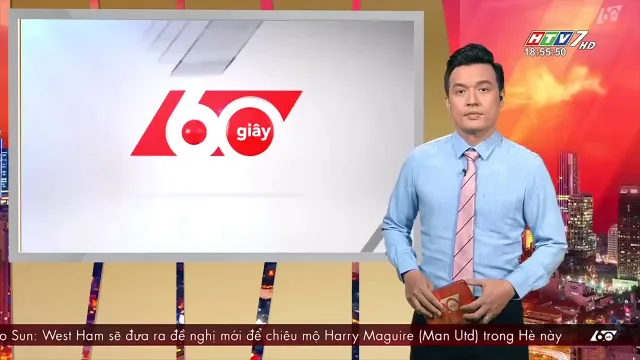 HTV7 HD
18:55:50
60 giây
o Sun: West Ham sẽ đưa ra đề nghị mới để chiêu mộ Harry Maguire (Man Utd) trong Hè này
60
60